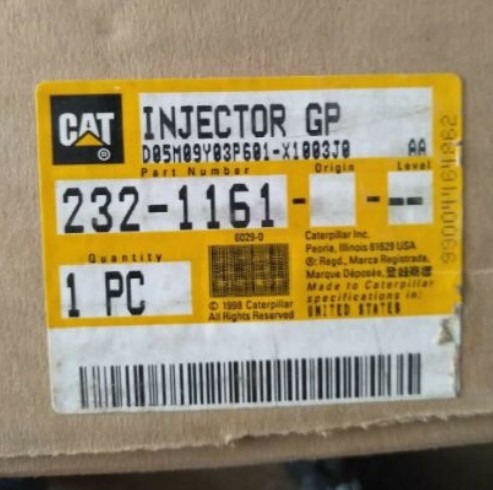 CAT
®
INJECTOR GP
D05M09Y03P601-X1003J0 AA
Part Number Origin Level
232-1161- - --
6029-0
Quantity
1 PC
© 1998 Caterpillar
All Rights Reserved
Caterpillar Inc.
Peoria, Illinois 61629 USA
®: Regd., Marca Registrada,
Marque Déposée,
Made to Caterpillar
specifications in:
UNITED STATES